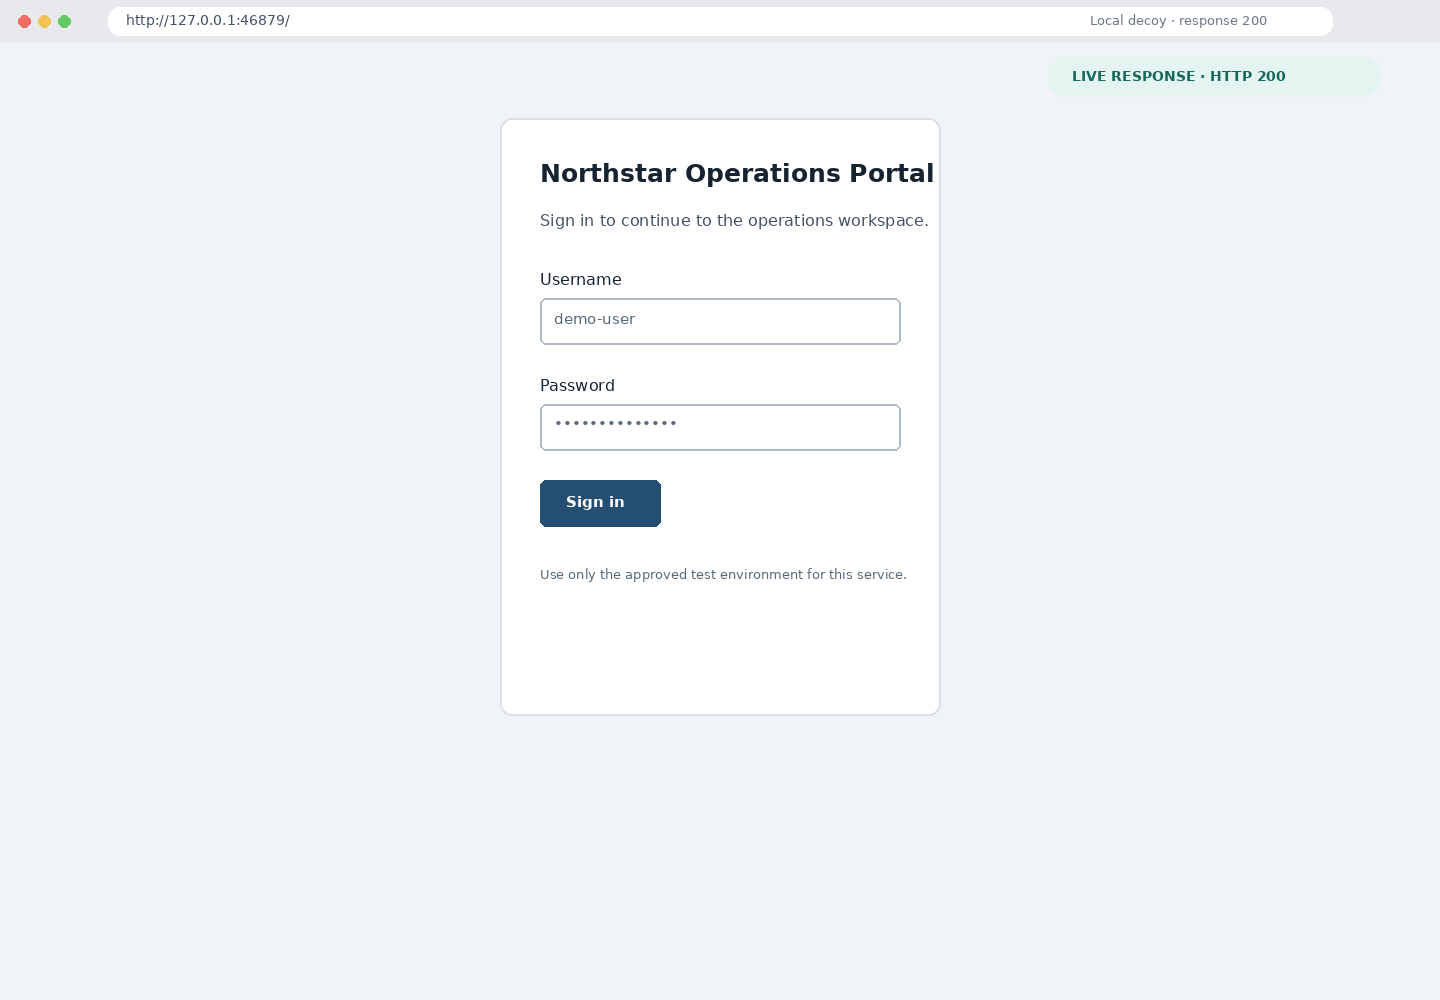 http://127.0.0.1:46879/
Local decoy · response 200
LIVE RESPONSE · HTTP 200
Northstar Operations Portal
Sign in to continue to the operations workspace.
Username
demo-user
Password
••••••••••••••
Sign in
Use only the approved test environment for this service.